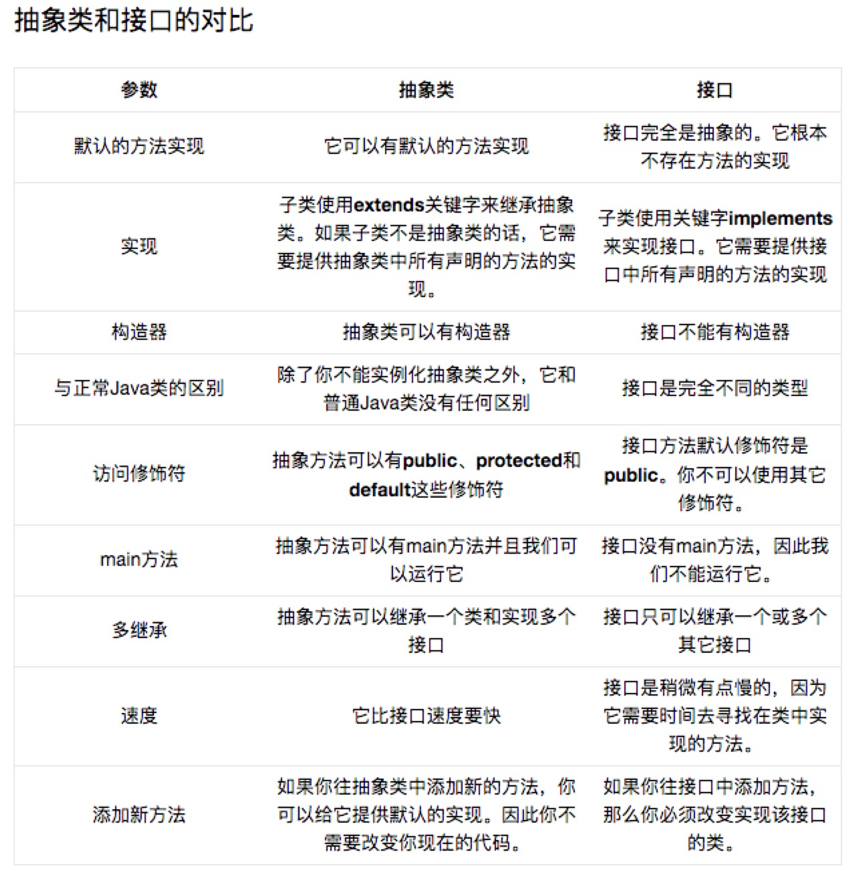 抽象类和接口的对比
参数 抽象类 接口
默认的方法实现 它可以有默认的方法实现
接口完全是抽象的。它根本
不存在方法的实现
实现
子类使用extends关键字来继承抽象
类。如果子类不是抽象类的话，它需
要提供抽象类中所有声明的方法的实
现。
子类使用关键字implements
来实现接口。它需要提供接
口中所有声明的方法的实现
构造器 抽象类可以有构造器 接口不能有构造器
与正常Java类的区别
除了你不能实例化抽象类之外，它和
普通Java类没有任何区别
接口是完全不同的类型
访问修饰符
抽象方法可以有public、protected和
default这些修饰符
接口方法默认修饰符是
public。你不可以使用其它
修饰符。
main方法
抽象方法可以有main方法并且我们可
以运行它
接口没有main方法，因此我
们不能运行它。
多继承
抽象方法可以继承一个类和实现多个
接口
接口只可以继承一个或多个
其它接口
速度
它比接口速度要快
接口是稍微有点慢的，因为
它需要时间去寻找在类中实
现的方法。
添加新方法
如果你往抽象类中添加新的方法，你
可以给它提供默认的实现。因此你不
需要改变你现在的代码。
如果你往接口中添加方法，
那么你必须改变实现该接口
的类。